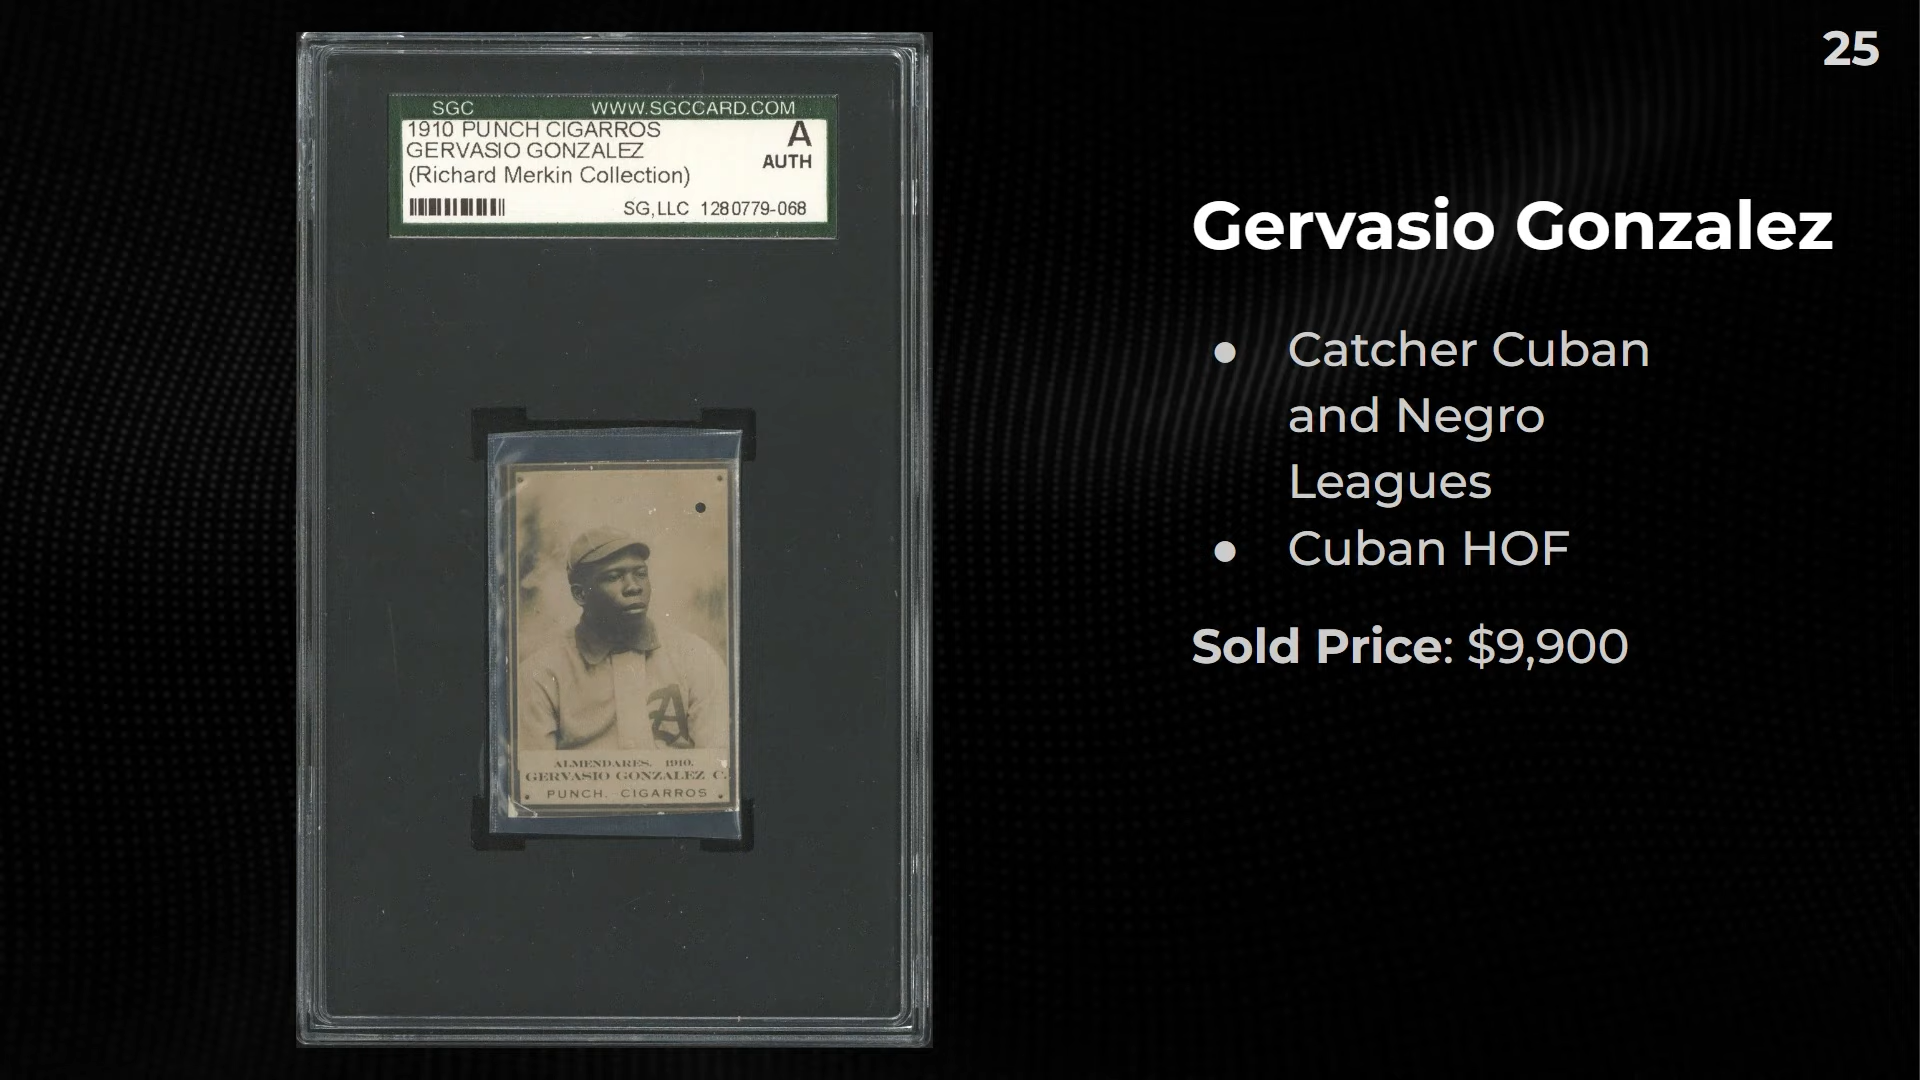 25
SGC WWW.SGCCARD.COM
1910 PUNCH CIGARROS
GERVASIO GONZALEZ
(Richard Merkin Collection)
A
AUTH
SG,LLC 1280779-068
A
ALMENDARES. 1910.
GERVASIO GONZALEZ C.
PUNCH. CIGARROS
Gervasio Gonzalez
● Catcher Cuban
and Negro
Leagues
● Cuban HOF
Sold Price: $9,900